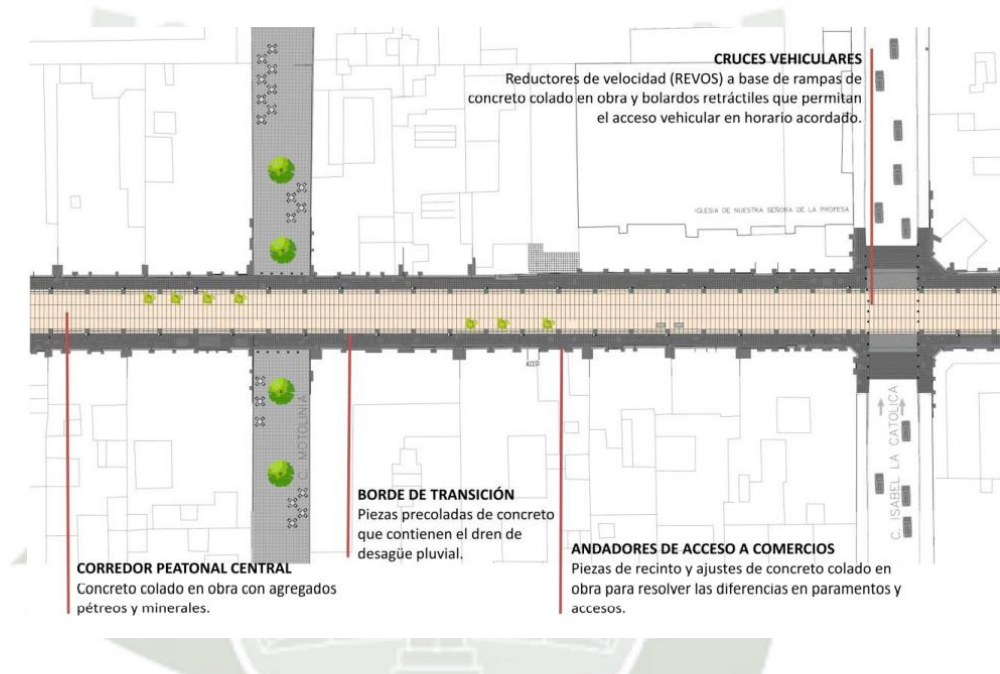 CRUCES VEHICULARES
Reductores de velocidad (REVOS) a base de rampas de
concreto colado en obra y bolardos retráctiles que permitan
el acceso vehicular en horario acordado.
IGLESIA DE NUESTRA SEÑORA DE LA PROFESA
C. MOTOLINIA
C. ISABEL LA CATOLICA
BORDE DE TRANSICIÓN
Piezas precoladas de concreto
que contienen el dren de
desagüe pluvial.
CORREDOR PEATONAL CENTRAL
Concreto colado en obra con agregados
pétreos y minerales.
ANDADORES DE ACCESO A COMERCIOS
Piezas de recinto y ajustes de concreto colado en
obra para resolver las diferencias en paramentos y
accesos.